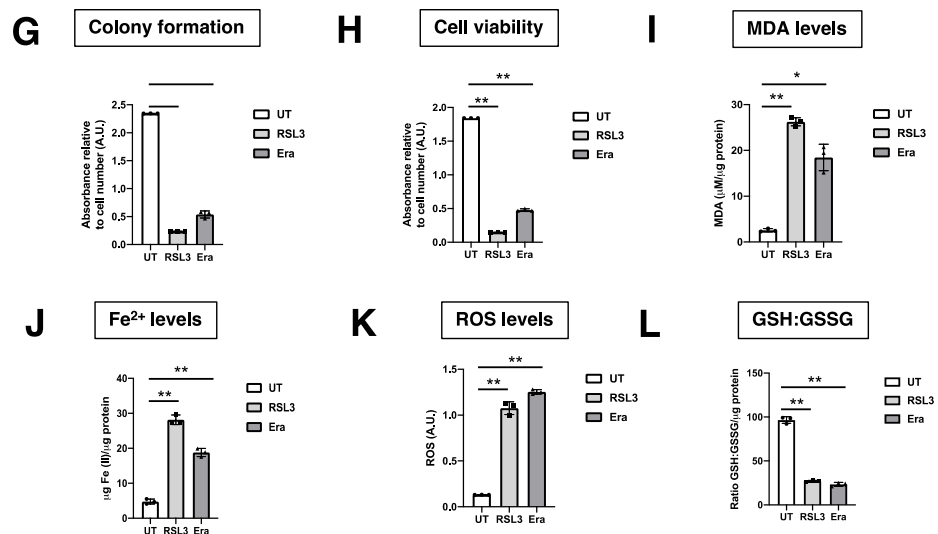 G
Colony formation
2.5
2.0
1.5
1.0
0.5
0.0
Absorbance relative
to cell number (A.U.)
UT
RSL3
Era
UT RSL3 Era
H
Cell viability
**
**
2.0
1.5
1.0
0.5
0.0
Absorbance relative
to cell number (A.U.)
UT
RSL3
Era
UT RSL3 Era
I
MDA levels
*
**
30
20
10
0
MDA (μM/μg protein)
UT
RSL3
Era
UT RSL3 Era
J
Fe²⁺ levels
**
**
40
30
20
10
0
μg Fe (II)/μg protein
UT
RSL3
Era
UT RSL3 Era
K
ROS levels
**
**
1.5
1.0
0.5
0.0
ROS (A.U.)
UT
RSL3
Era
UT RSL3 Era
L
GSH:GSSG
**
**
150
100
50
0
Ratio GSH:GSSG/μg protein
UT
RSL3
Era
UT RSL3 Era